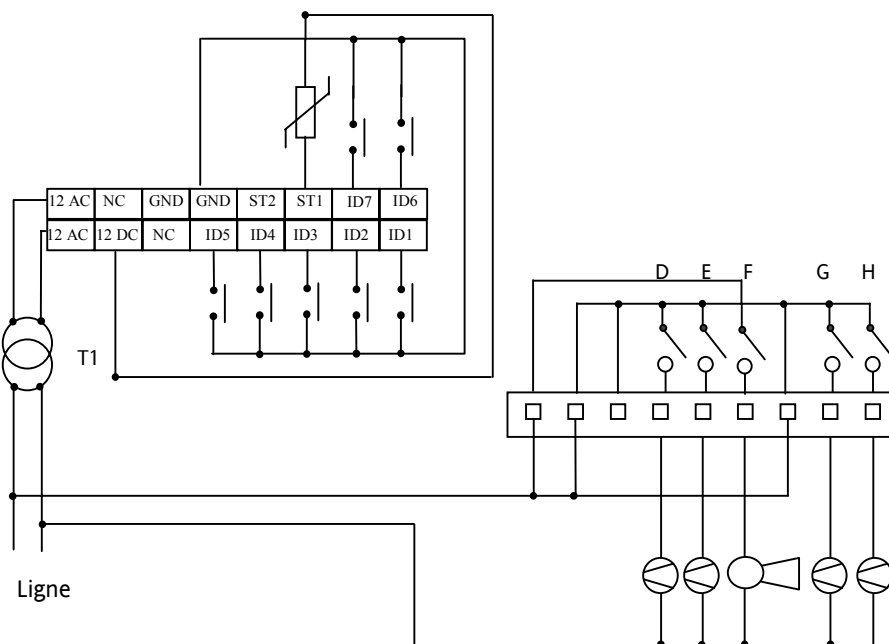 12 AC NC GND GND ST2 ST1 ID7 ID6
12 AC 12 DC NC ID5 ID4 ID3 ID2 ID1
D E F G H
T1
Ligne